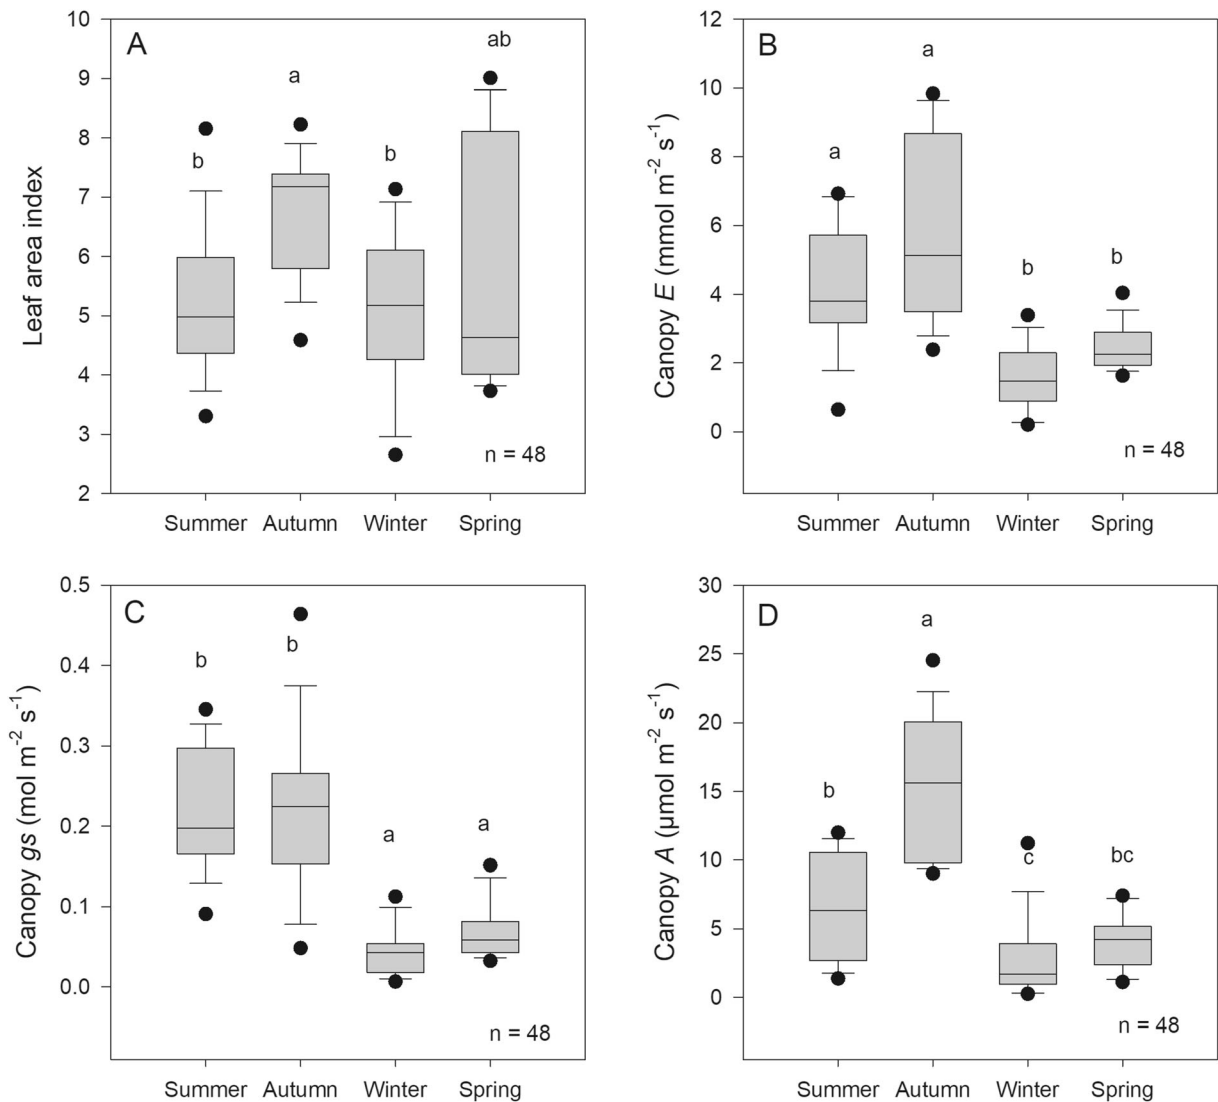 A
Leaf area index
10
9
8
7
6
5
4
3
2
b
a
b
ab
n = 48
Summer Autumn Winter Spring
B
Canopy E (mmol m⁻² s⁻¹)
12
10
8
6
4
2
0
a
a
b
b
n = 48
Summer Autumn Winter Spring
C
Canopy gs (mol m⁻² s⁻¹)
0.5
0.4
0.3
0.2
0.1
0.0
b
b
a
a
n = 48
Summer Autumn Winter Spring
D
Canopy A (µmol m⁻² s⁻¹)
30
25
20
15
10
5
0
b
a
c
bc
n = 48
Summer Autumn Winter Spring